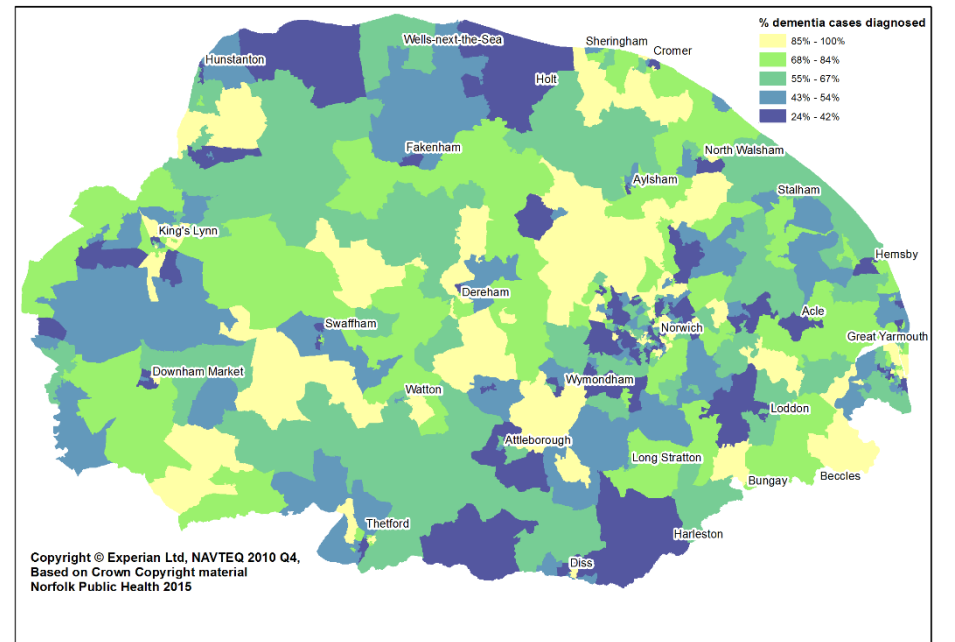 % dementia cases diagnosed
85% - 100%
68% - 84%
55% - 67%
43% - 54%
24% - 42%
Wells-next-the-Sea
Sheringham
Cromer
Hunstanton
Holt
Fakenham
North Walsham
Aylsham
Stalham
King's Lynn
Hemsby
Dereham
Acle
Swaffham
Norwich
Great Yarmouth
Downham Market
Wymondham
Watton
Loddon
Attleborough
Long Stratton
Beccles
Bungay
Thetford
Harleston
Diss
Copyright © Experian Ltd, NAVTEQ 2010 Q4,
Based on Crown Copyright material
Norfolk Public Health 2015